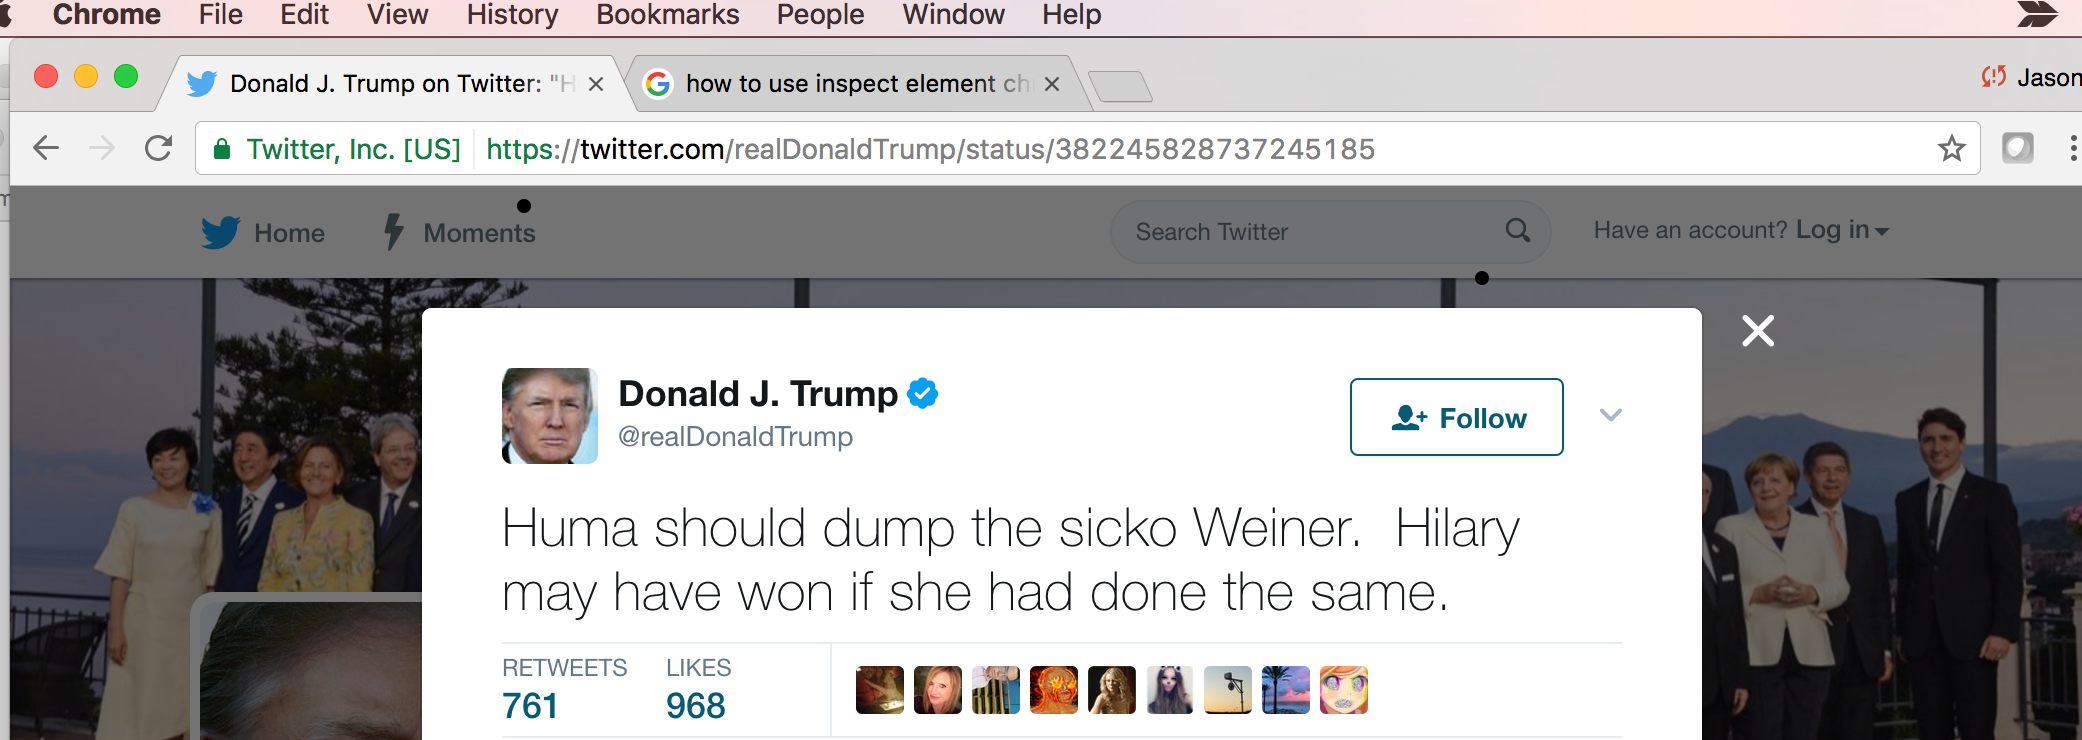 Chrome File Edit View History Bookmarks People Window Help
Donald J. Trump on Twitter: "H
how to use inspect element ch
Jason
Twitter, Inc. [US] https://twitter.com/realDonaldTrump/status/382245828737245185
Home Moments Search Twitter Have an account? Log in
Donald J. Trump
@realDonaldTrump
Follow
Huma should dump the sicko Weiner. Hilary
may have won if she had done the same.
RETWEETS LIKES
761 968